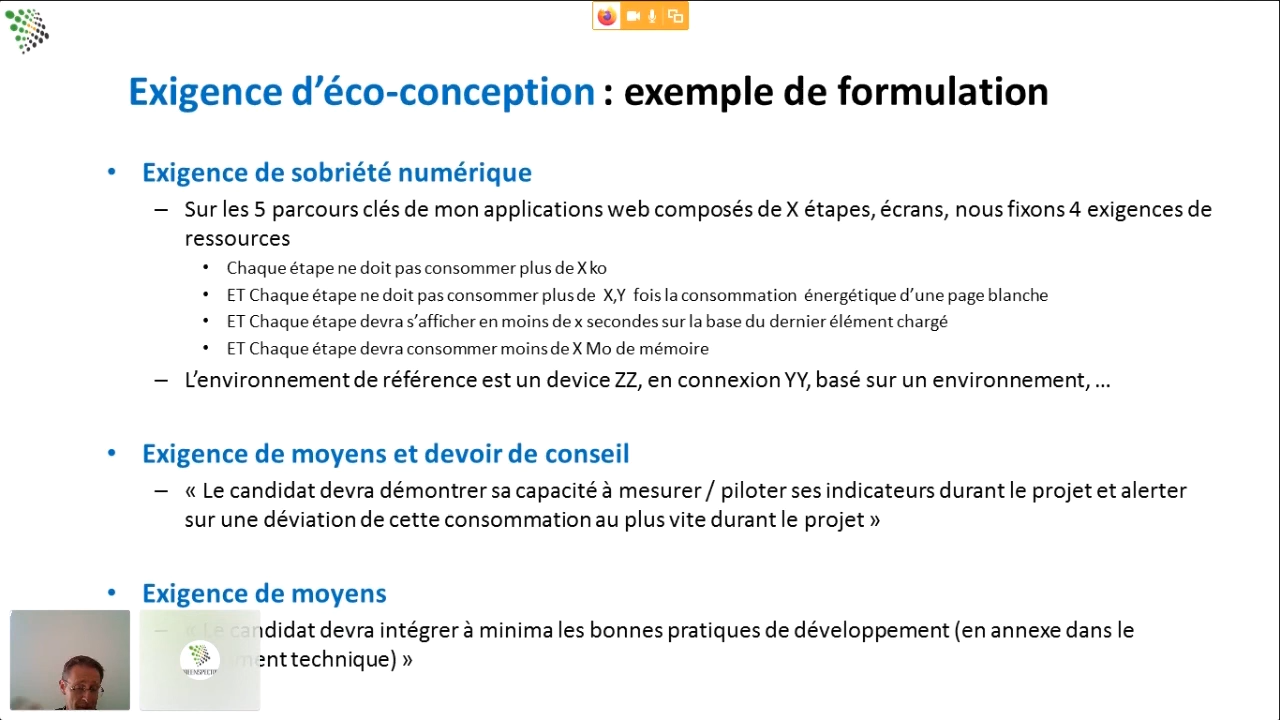 Exigence d’éco-conception : exemple de formulation
• Exigence de sobriété numérique
– Sur les 5 parcours clés de mon applications web composés de X étapes, écrans, nous fixons 4 exigences de
ressources
• Chaque étape ne doit pas consommer plus de X ko
• ET Chaque étape ne doit pas consommer plus de X,Y fois la consommation énergétique d’une page blanche
• ET Chaque étape devra s’afficher en moins de x secondes sur la base du dernier élément chargé
• ET Chaque étape devra consommer moins de X Mo de mémoire
– L’environnement de référence est un device ZZ, en connexion YY, basé sur un environnement, ...
• Exigence de moyens et devoir de conseil
– « Le candidat devra démontrer sa capacité à mesurer / piloter ses indicateurs durant le projet et alerter
sur une déviation de cette consommation au plus vite durant le projet »
• Exigence de moyens
– « Le candidat devra intégrer à minima les bonnes pratiques de développement (en annexe dans le
ment technique) »